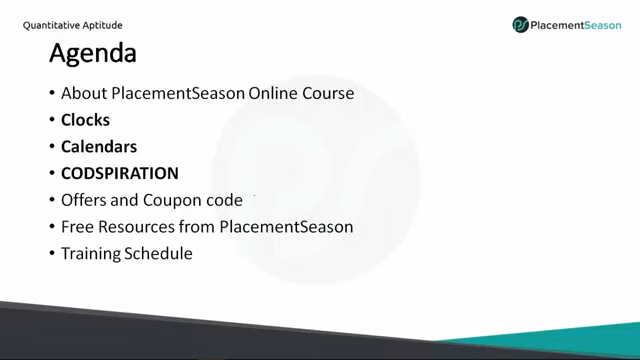 Quantitative Aptitude
PlacementSeason
Agenda
• About PlacementSeason Online Course
• Clocks
• Calendars
• CODSPIRATION
• Offers and Coupon code
• Free Resources from PlacementSeason
• Training Schedule